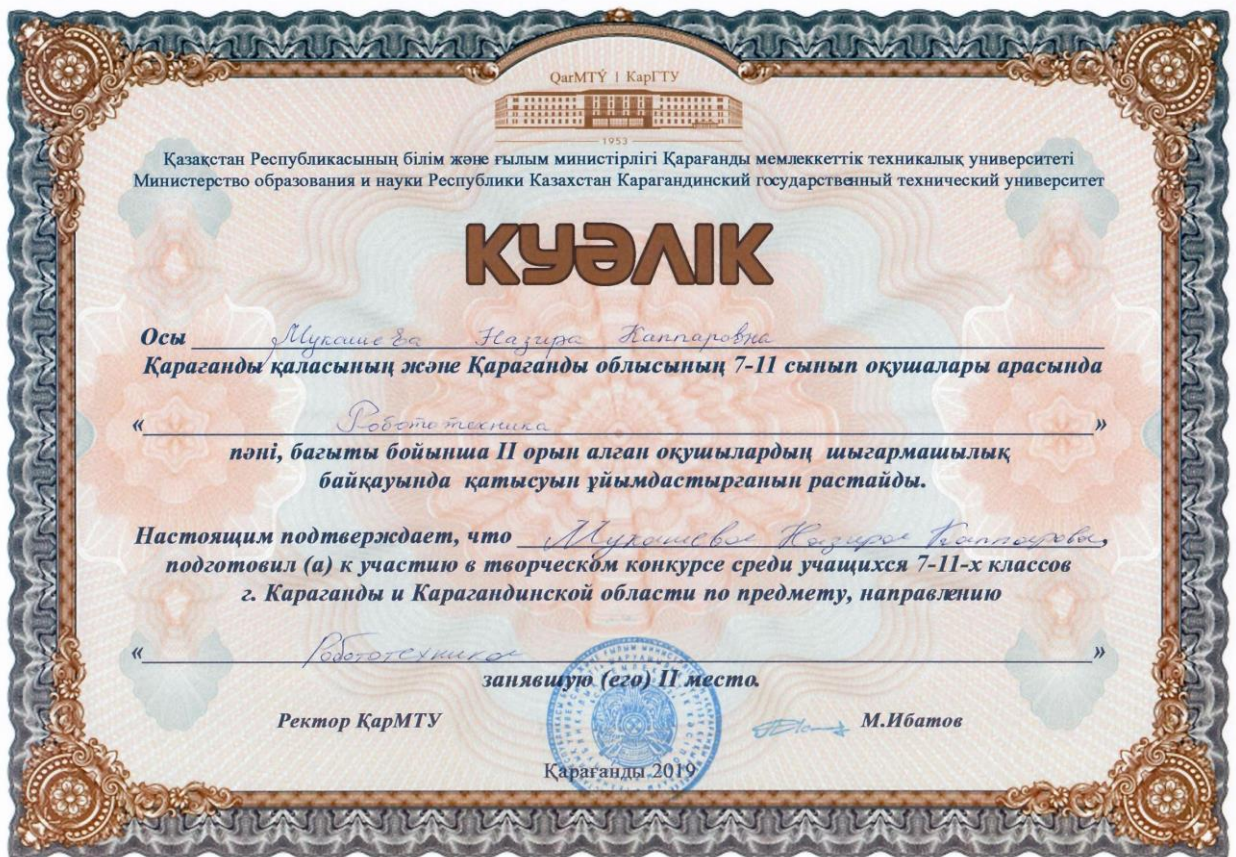 QarMTÝ | КарГТУ
1953
Қазақстан Республикасының білім және ғылым министірлігі Қарағанды мемлеккеттік техникалық университеті
Министерство образования и науки Республики Казахстан Карагандинский государственный технический университет
КУӘЛІК
Осы Мукашева Назира Каппаровна
Қарағанды қаласының және Қарағанды облысының 7-11 сынып оқушалары арасында
« Робототехника »
пәні, бағыты бойынша II орын алған оқушылардың шығармашылық
байқауында қатысуын ұйымдастырғанын растайды.
Настоящим подтверждает, что Мукашева Назира Каппаровна,
подготовил (а) к участию в творческом конкурсе среди учащихся 7-11-х классов
г. Караганды и Карагандинской области по предмету, направлению
« Робототехника »
занявшую (его) II место.
Ректор ҚарМТУ М.Ибатов
Қарағанды 2019